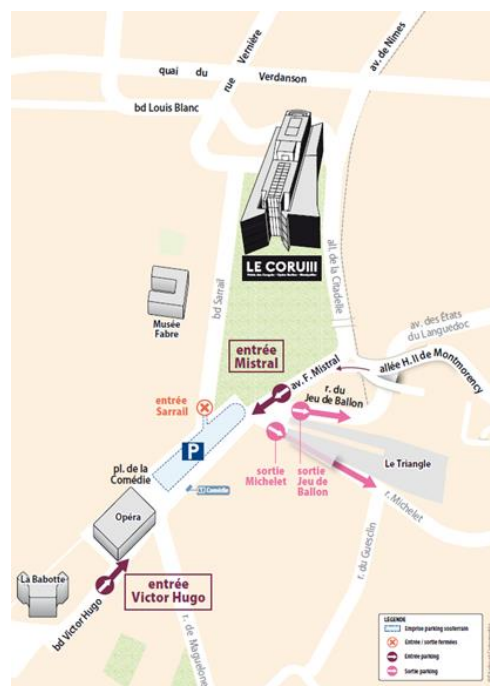 av. de Nîmes
rue Vernière
quai du Verdanson
bd Louis Blanc
LE CORUM
bd Sarrail
all. de la Citadelle
Musée
Fabre
av. des États
du Languedoc
entrée
Mistral
av. F. Mistral
allée H. II de Montmorency
r. du
Jeu de Ballon
entrée
Sarrail
P
sortie
Michelet
sortie
Jeu de
Ballon
Le Triangle
pl. de la
Comédie
Comédie
r. Michelet
Opéra
La Babotte
entrée
Victor Hugo
bd Victor Hugo
r. de Maguelone
r. du Guesclin
LÉGENDE
Emprise parking souterrain
Entrée / sortie fermées
Entrée parking
Sortie parking